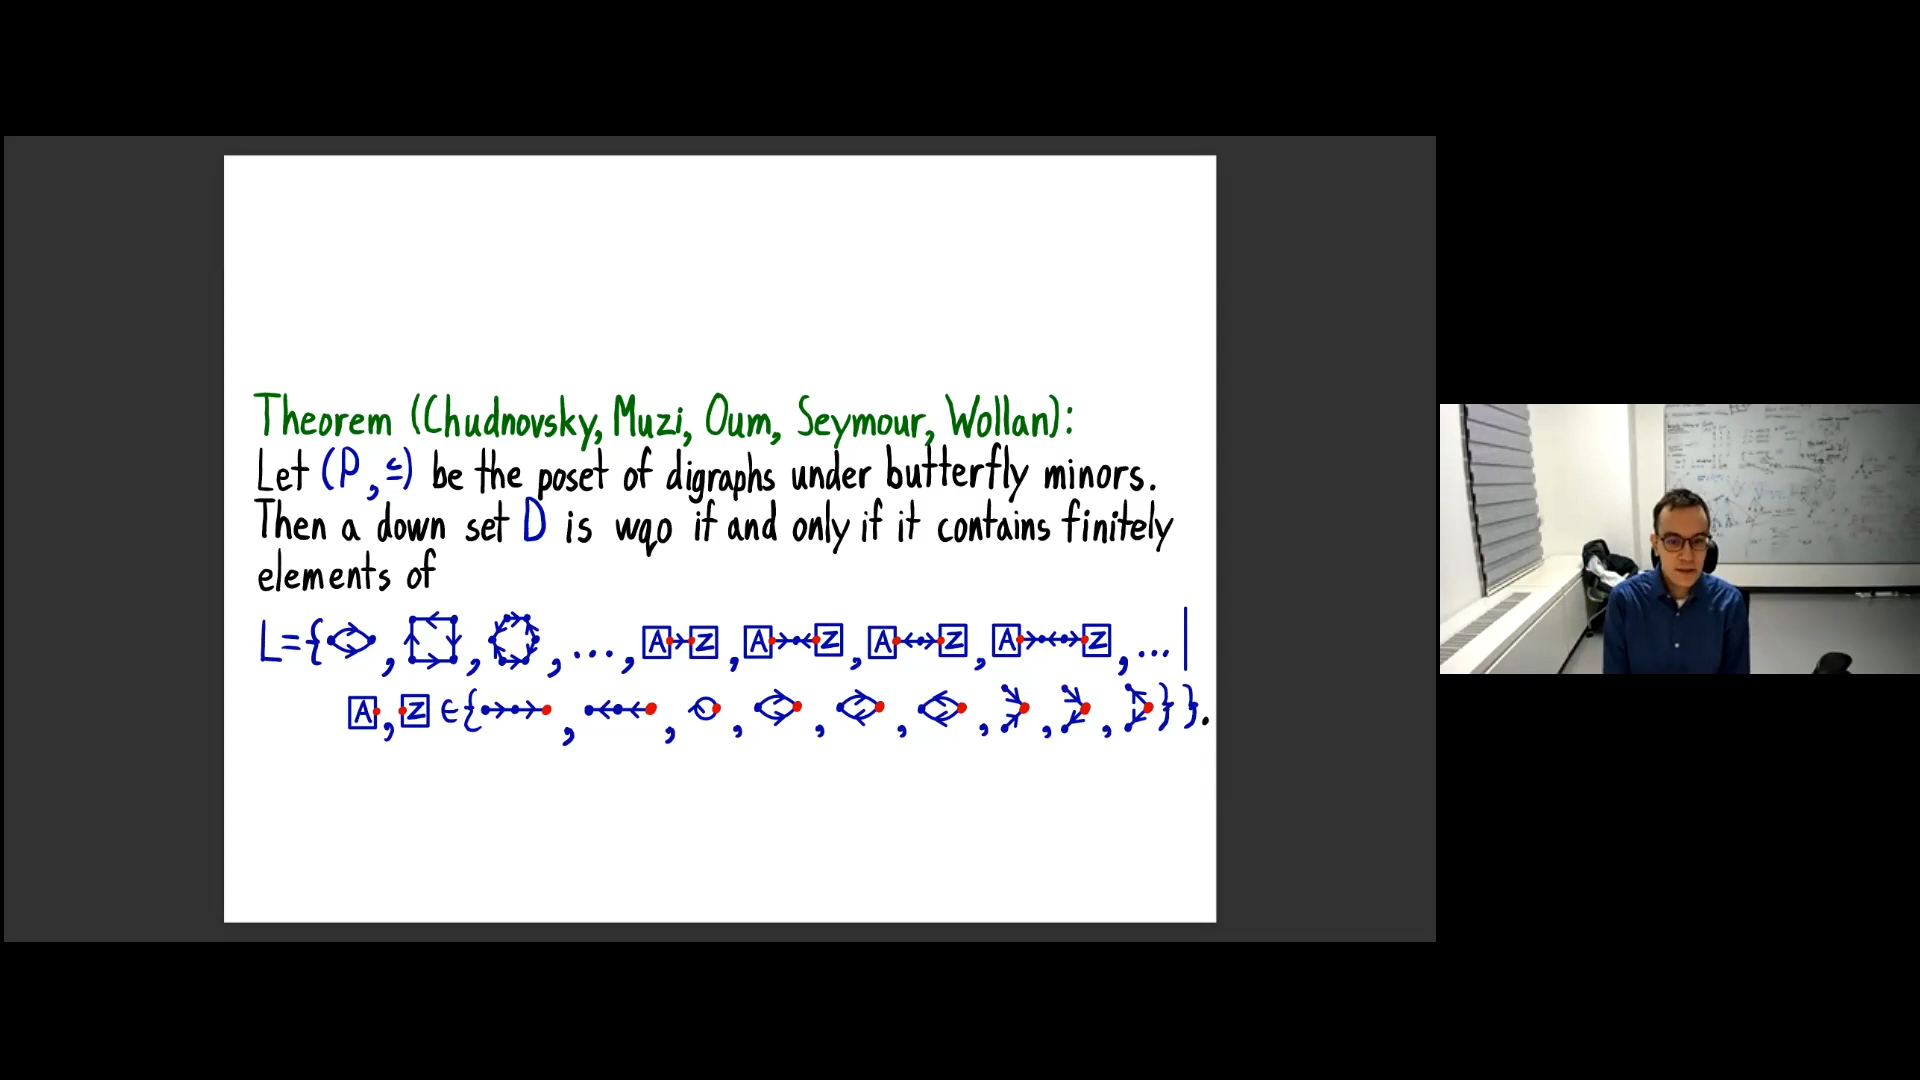 Theorem (Chudnovsky, Muzi, Oum, Seymour, Wollan):
Let (P, ≤) be the poset of digraphs under butterfly minors.
Then a down set D is wqo if and only if it contains finitely
elements of
L={ , , , ..., A Z , A Z , A Z , A Z , ... |
A , Z ∈ { , , , , , , , , } }.